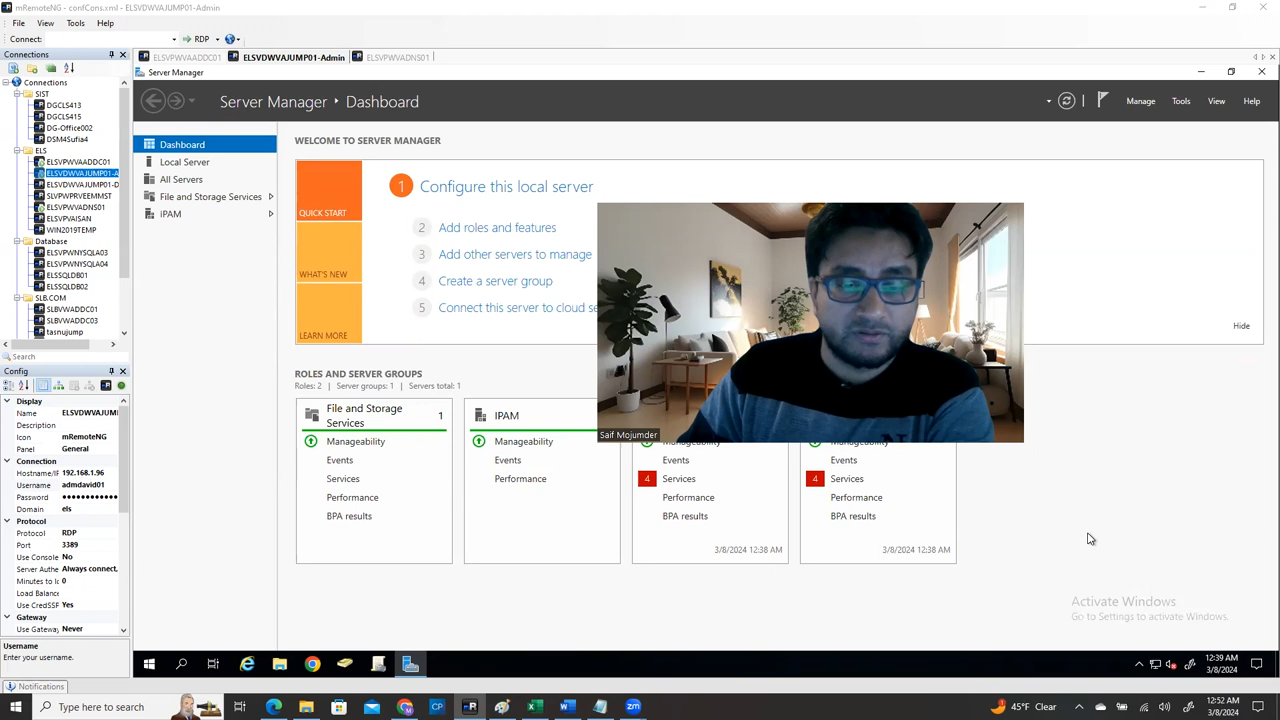 mRemoteNG - confCons.xml - ELSVDWVAJUMP01-Admin
File View Tools Help
Connect: RDP
Connections
Connections
SIST
DGCLS413
DGCLS415
DG-Office002
DSM4Sufia4
ELS
ELSVPWVAADDC01
ELSVDWVAJUMP01-A
ELSVDWVAJUMP01-D
SLVPWPRVEEMMST
ELSVPWVADNS01
ELSVPVAISAN
WIN2019TEMP
Database
ELSVPWNYSQLA03
ELSVPWNYSQLA04
ELSSQLDB01
ELSSQLDB02
SLB.COM
SLBVWADDC01
SLBVWADDC03
tasnujump
Search
Config
Display
Name ELSVDWVAJUMI
Description
Icon mRemoteNG
Panel General
Connection
Hostname/IP 192.168.1.96
Username admdavid01
Password
Domain els
Protocol
Protocol RDP
Port 3389
Use Console No
Server Authe Always connect,
Minutes to Ic 0
Load Balance
Use CredSSP Yes
Gateway
Use Gateway Never
Username
Enter your username.
Notifications
ELSVPWVAADDC01 ELSVDWVAJUMP01-Admin ELSVPWVADNS01
Server Manager
Server Manager Dashboard
Manage Tools View Help
Dashboard
Local Server
All Servers
File and Storage Services
IPAM
WELCOME TO SERVER MANAGER
QUICK START
WHAT'S NEW
LEARN MORE
1 Configure this local server
2 Add roles and features
3 Add other servers to manage
4 Create a server group
5 Connect this server to cloud se
Hide
Saif Mojumder
ROLES AND SERVER GROUPS
Roles: 2 | Server groups: 1 | Servers total: 1
File and Storage Services 1
Manageability
Events
Services
Performance
BPA results
IPAM
Manageability
Events
Performance
Manageability
Events
4 Services
Performance
BPA results
3/8/2024 12:38 AM
Manageability
Events
4 Services
Performance
BPA results
3/8/2024 12:38 AM
Activate Windows
Go to Settings to activate Windows.
12:39 AM
3/8/2024
Type here to search
CP
zm
45°F Clear
12:52 AM
3/8/2024